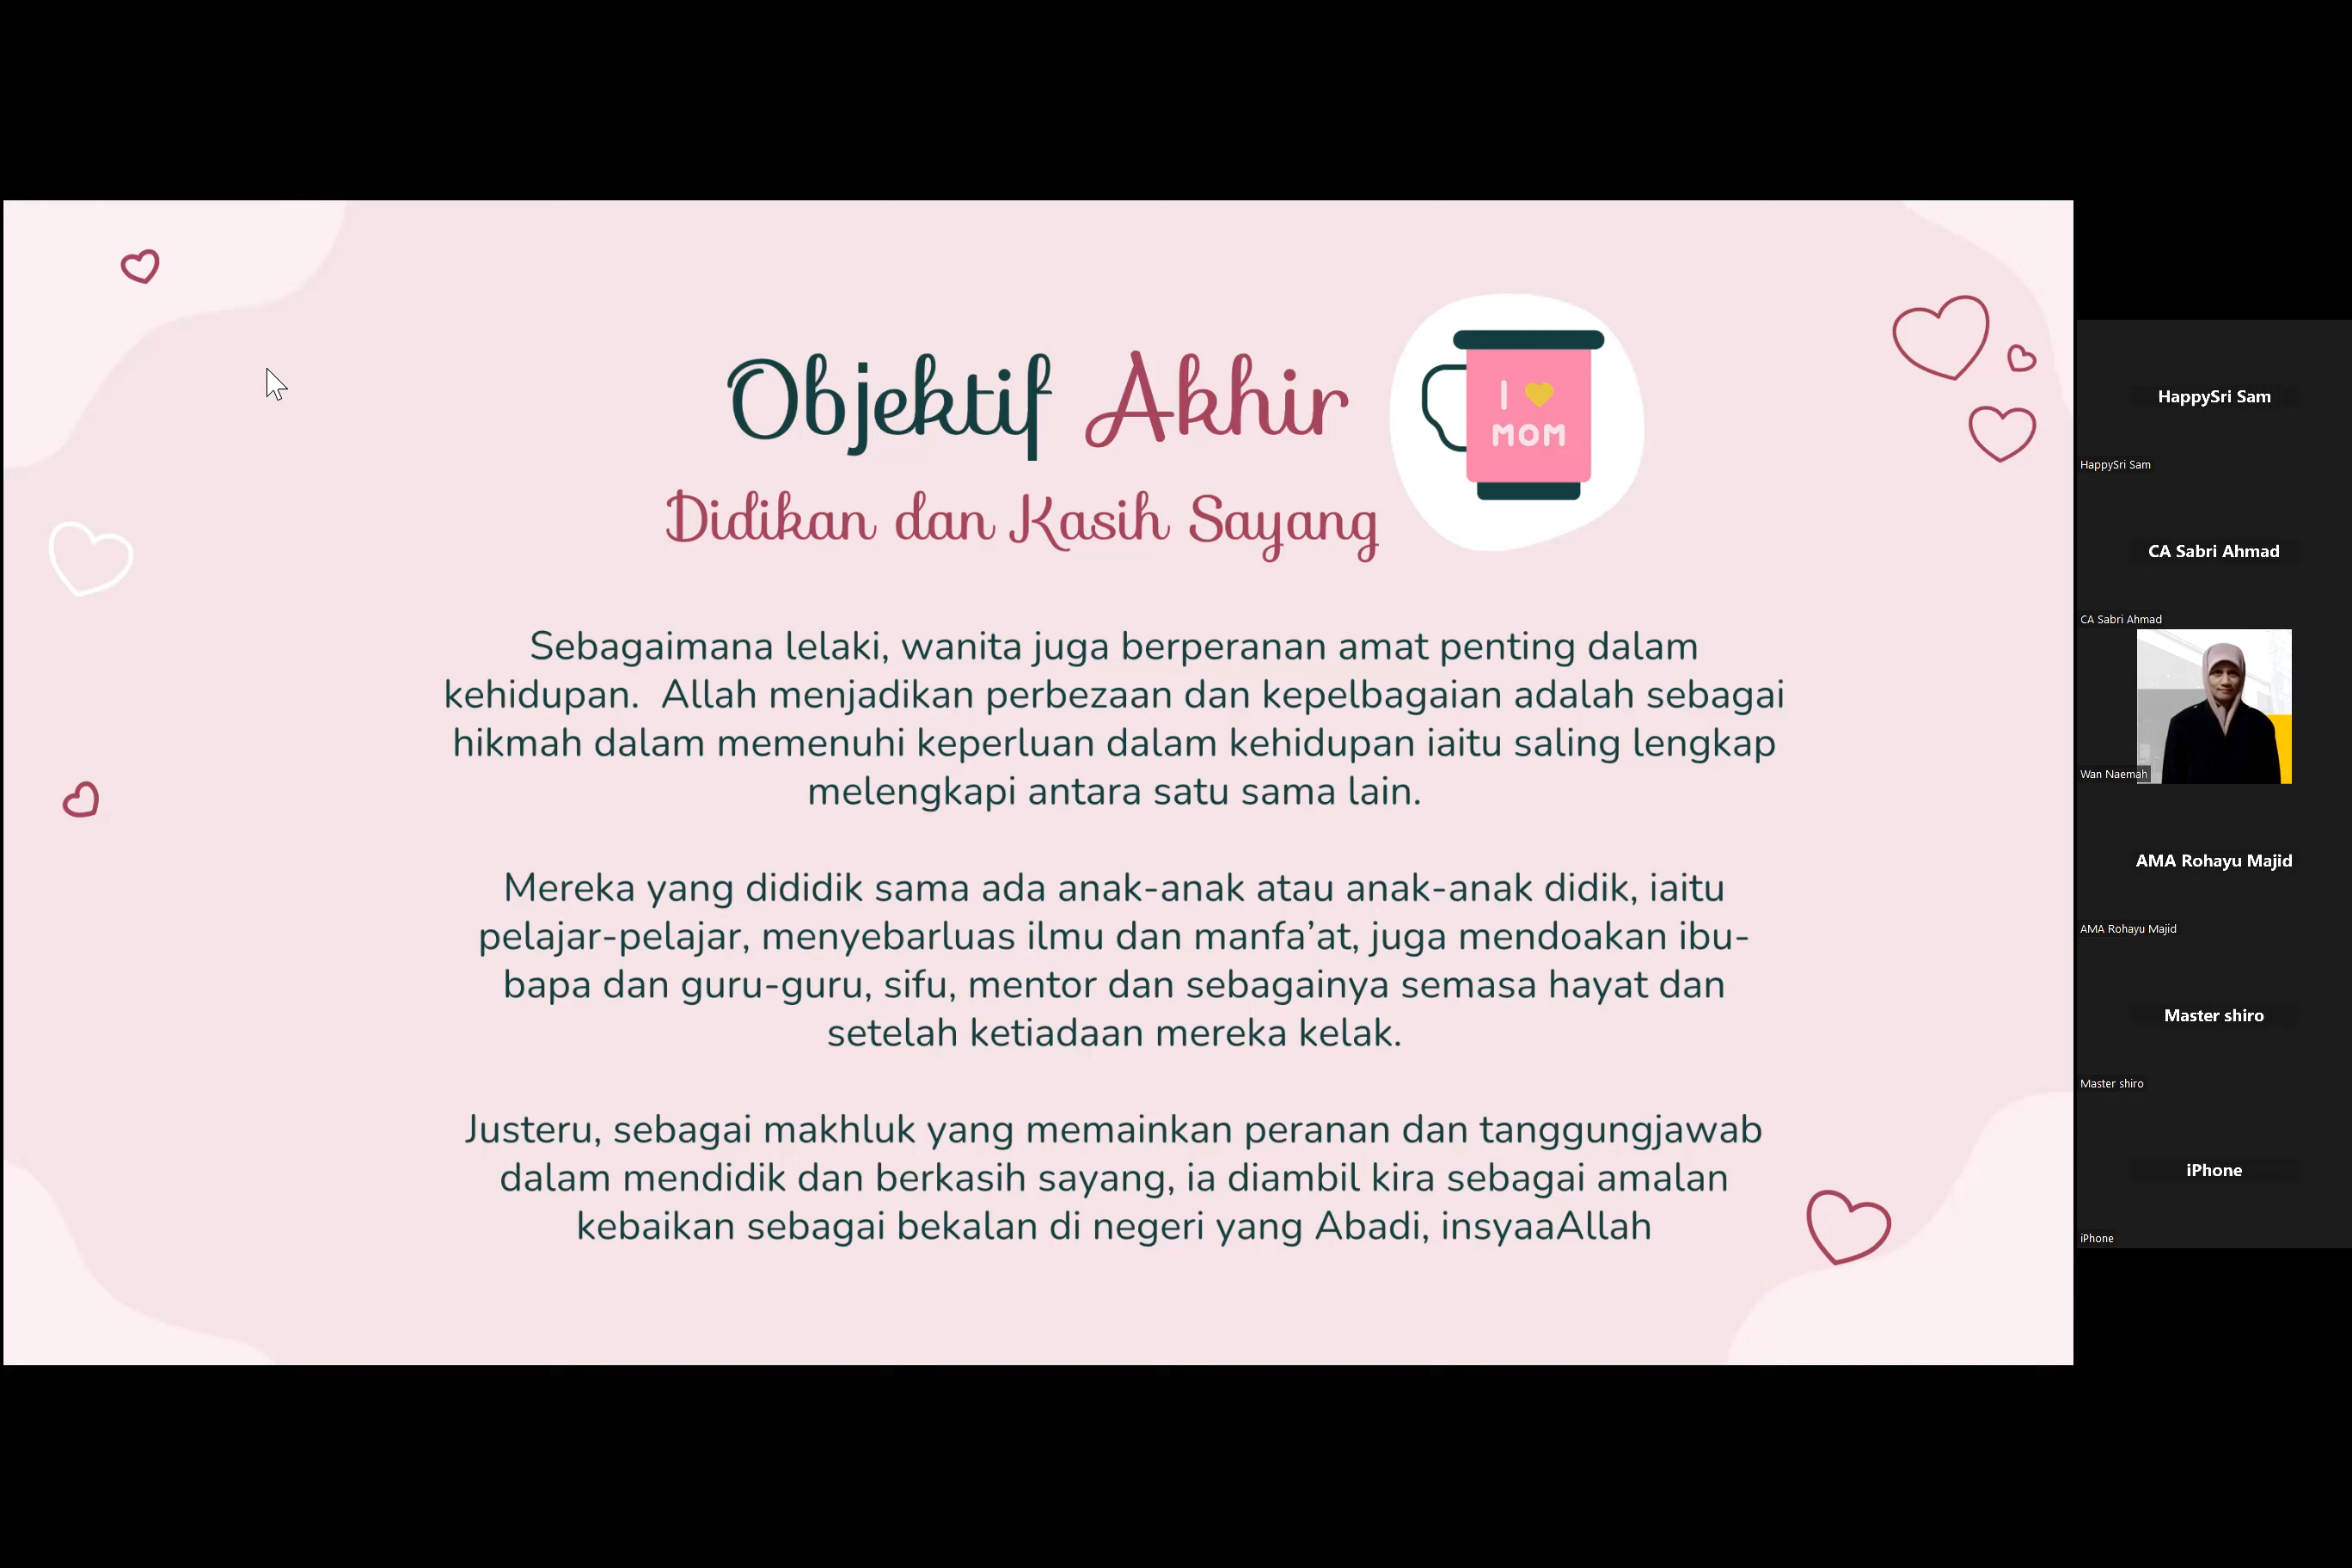 Objektif Akhir
Didikan dan Kasih Sayang
I
MOM
Sebagaimana lelaki, wanita juga berperanan amat penting dalam
kehidupan.  Allah menjadikan perbezaan dan kepelbagaian adalah sebagai
hikmah dalam memenuhi keperluan dalam kehidupan iaitu saling lengkap
melengkapi antara satu sama lain.
Mereka yang dididik sama ada anak-anak atau anak-anak didik, iaitu
pelajar-pelajar, menyebarluas ilmu dan manfa’at, juga mendoakan ibu-
bapa dan guru-guru, sifu, mentor dan sebagainya semasa hayat dan
setelah ketiadaan mereka kelak.
Justeru, sebagai makhluk yang memainkan peranan dan tanggungjawab
dalam mendidik dan berkasih sayang, ia diambil kira sebagai amalan
kebaikan sebagai bekalan di negeri yang Abadi, insyaaAllah
HappySri Sam
HappySri Sam
CA Sabri Ahmad
CA Sabri Ahmad
Wan Naemah
AMA Rohayu Majid
AMA Rohayu Majid
Master shiro
Master shiro
iPhone
iPhone